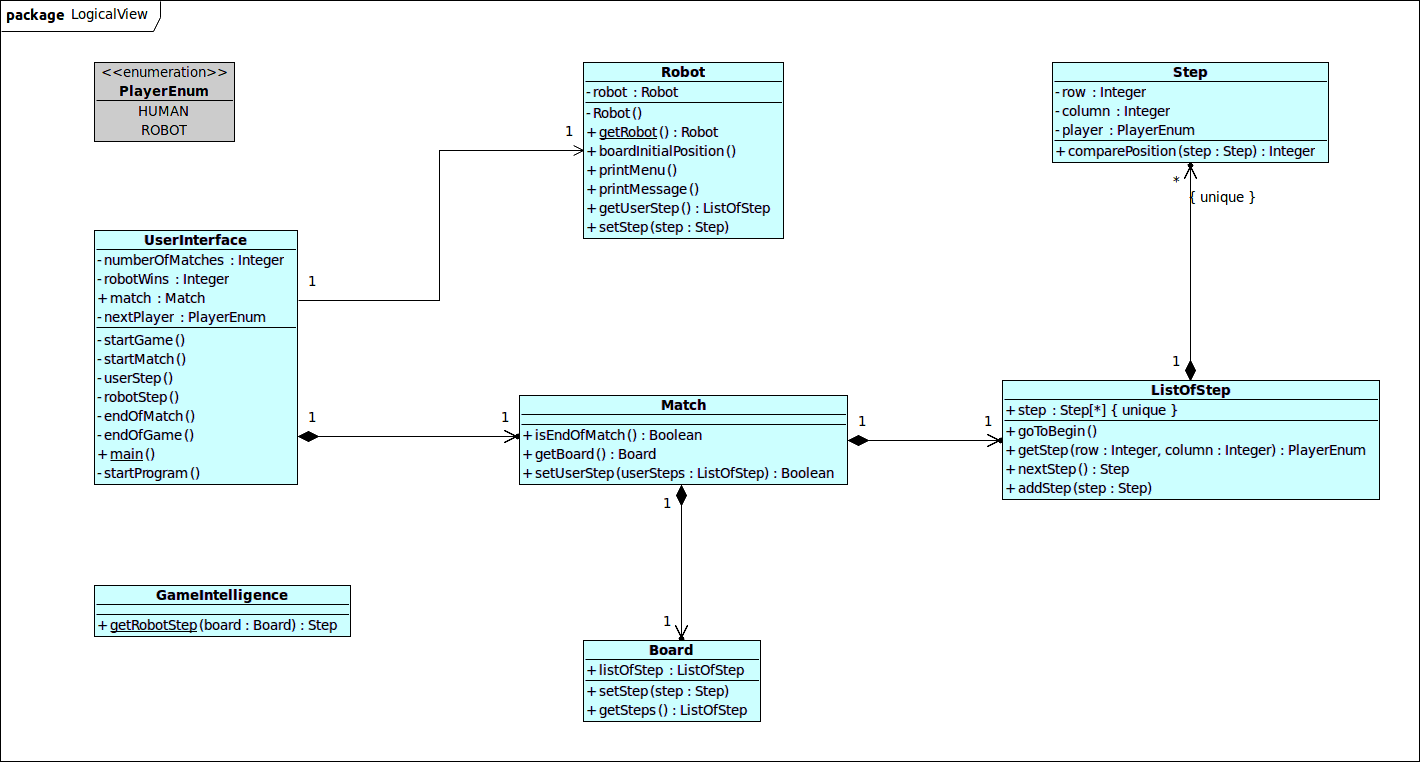 package LogicalView
<<enumeration>>
PlayerEnum
HUMAN
ROBOT
Robot
- robot : Robot
- Robot()
+ getRobot() : Robot
+ boardInitialPosition()
+ printMenu()
+ printMessage()
+ getUserStep() : ListOfStep
+ setStep(step : Step)
Step
- row : Integer
- column : Integer
- player : PlayerEnum
+ comparePosition(step : Step) : Integer
1
*
{ unique }
UserInterface
- numberOfMatches : Integer
- robotWins : Integer
+ match : Match
- nextPlayer : PlayerEnum
- startGame()
- startMatch()
- userStep()
- robotStep()
- endOfMatch()
- endOfGame()
+ main()
- startProgram()
1
1
1
Match
+ isEndOfMatch() : Boolean
+ getBoard() : Board
+ setUserStep(userSteps : ListOfStep) : Boolean
1
1
1
ListOfStep
+ step : Step[*] { unique }
+ goToBegin()
+ getStep(row : Integer, column : Integer) : PlayerEnum
+ nextStep() : Step
+ addStep(step : Step)
1
1
GameIntelligence
+ getRobotStep(board : Board) : Step
Board
+ listOfStep : ListOfStep
+ setStep(step : Step)
+ getSteps() : ListOfStep